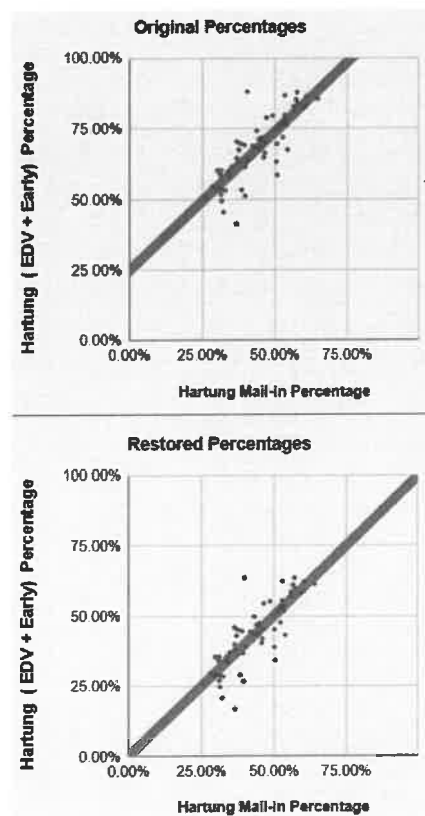 Original Percentages
Hartung ( EDV + Early) Percentage
100.00%
75.00%
50.00%
25.00%
0.00%
0.00% 25.00% 50.00% 75.00%
Hartung Mail-in Percentage
Restored Percentages
Hartung ( EDV + Early) Percentage
100.00%
75.00%
50.00%
25.00%
0.00%
0.00% 25.00% 50.00% 75.00%
Hartung Mail-in Percentage